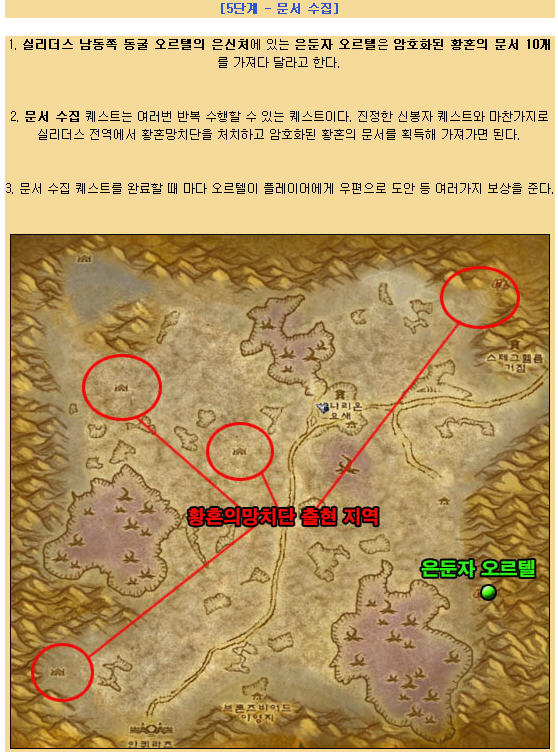 [5단계 - 문서 수집]
1. 실리더스 남동쪽 동굴 오르텔의 은신처에 있는 은둔자 오르텔은 암호화된 황혼의 문서 10개
를 가져다 달라고 한다.
2. 문서 수집 퀘스트는 여러번 반복 수행할 수 있는 퀘스트이다. 진정한 신봉자 퀘스트와 마찬가지로
실리더스 전역에서 황혼망치단을 처치하고 암호화된 황혼의 문서를 획득해 가져가면 된다.
3. 문서 수집 퀘스트를 완료할 때 마다 오르텔이 플레이어에게 우편으로 도안 등 여러가지 보상을 준다.
스태그헬름
거점
나리온
요새
황혼의망치단 출현 지역
은둔자 오르텔
브론즈비어드
야영지
안퀴라즈